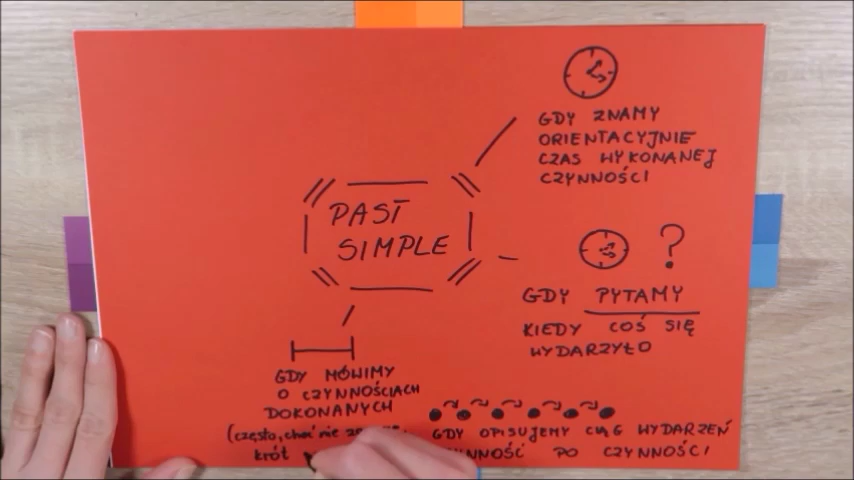 PAST
SIMPLE
GDY ZNAMY
ORIENTACYJNIE
CZAS WYKONANEJ
CZYNNOŚCI
?
GDY PYTAMY
KIEDY COŚ SIĘ
WYDARZYŁO
GDY MÓWIMY
O CZYNNOŚCIACH
DOKONANYCH
(często, choć nie
krót
GDY OPISUJEMY CIĄG WYDARZEŃ
PO CZYNNOŚCI